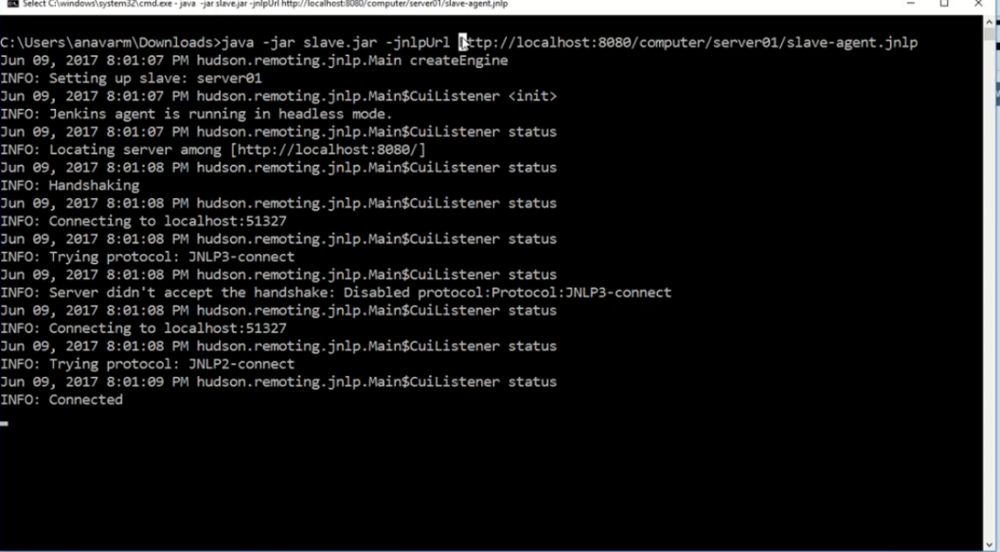 Select C:\windows\system32\cmd.exe - java -jar slave.jar -jnlpUrl http://localhost:8080/computer/server01/slave-agent.jnlp
C:\Users\anavarm\Downloads>java -jar slave.jar -jnlpUrl http://localhost:8080/computer/server01/slave-agent.jnlp
Jun 09, 2017 8:01:07 PM hudson.remoting.jnlp.Main createEngine
INFO: Setting up slave: server01
Jun 09, 2017 8:01:07 PM hudson.remoting.jnlp.Main$CuiListener <init>
INFO: Jenkins agent is running in headless mode.
Jun 09, 2017 8:01:07 PM hudson.remoting.jnlp.Main$CuiListener status
INFO: Locating server among [http://localhost:8080/]
Jun 09, 2017 8:01:08 PM hudson.remoting.jnlp.Main$CuiListener status
INFO: Handshaking
Jun 09, 2017 8:01:08 PM hudson.remoting.jnlp.Main$CuiListener status
INFO: Connecting to localhost:51327
Jun 09, 2017 8:01:08 PM hudson.remoting.jnlp.Main$CuiListener status
INFO: Trying protocol: JNLP3-connect
Jun 09, 2017 8:01:08 PM hudson.remoting.jnlp.Main$CuiListener status
INFO: Server didn't accept the handshake: Disabled protocol:Protocol:JNLP3-connect
Jun 09, 2017 8:01:08 PM hudson.remoting.jnlp.Main$CuiListener status
INFO: Connecting to localhost:51327
Jun 09, 2017 8:01:08 PM hudson.remoting.jnlp.Main$CuiListener status
INFO: Trying protocol: JNLP2-connect
Jun 09, 2017 8:01:09 PM hudson.remoting.jnlp.Main$CuiListener status
INFO: Connected